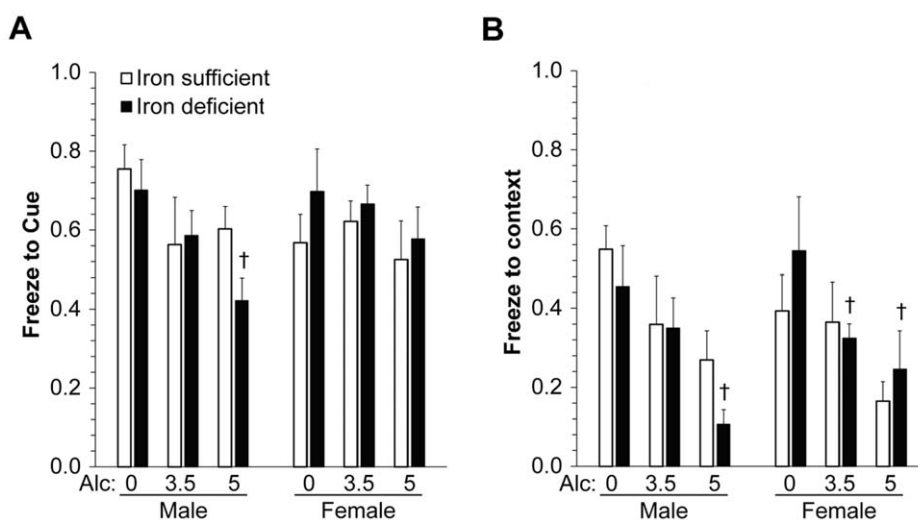 A
Freeze to Cue
1.0
0.8
0.6
0.4
0.2
0.0
Iron sufficient
Iron deficient
†
Alc: 0 3.5 5 0 3.5 5
Male Female
B
Freeze to context
1.0
0.8
0.6
0.4
0.2
0.0
†
†
†
Alc: 0 3.5 5 0 3.5 5
Male Female